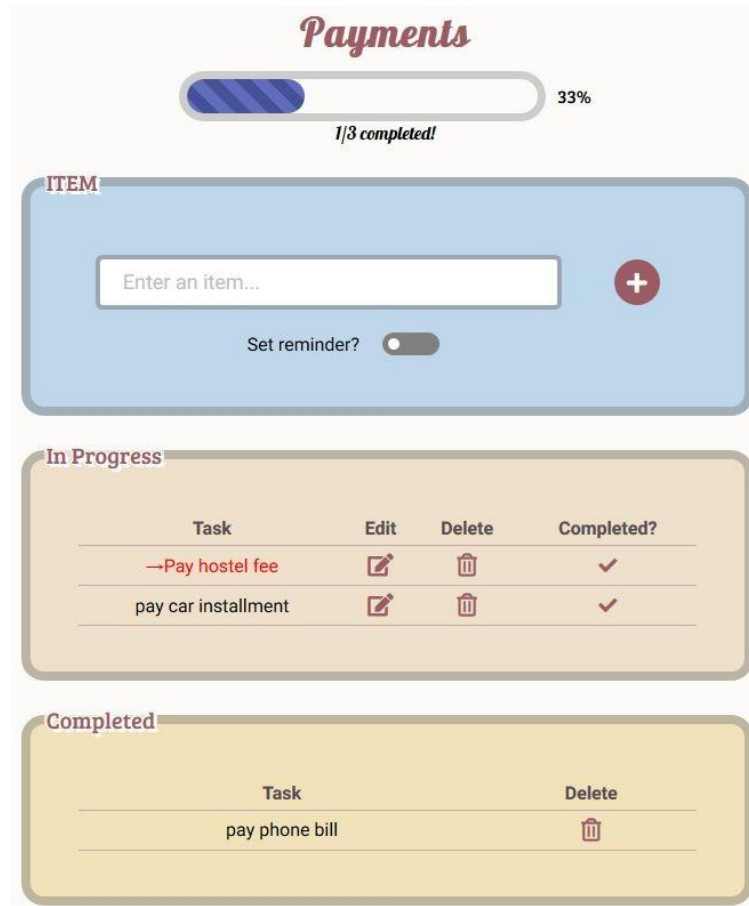 Payments
33%
1/3 completed!
ITEM
Enter an item...
Set reminder?
In Progress
Task Edit Delete Completed?
→Pay hostel fee
pay car installment
Completed
Task Delete
pay phone bill